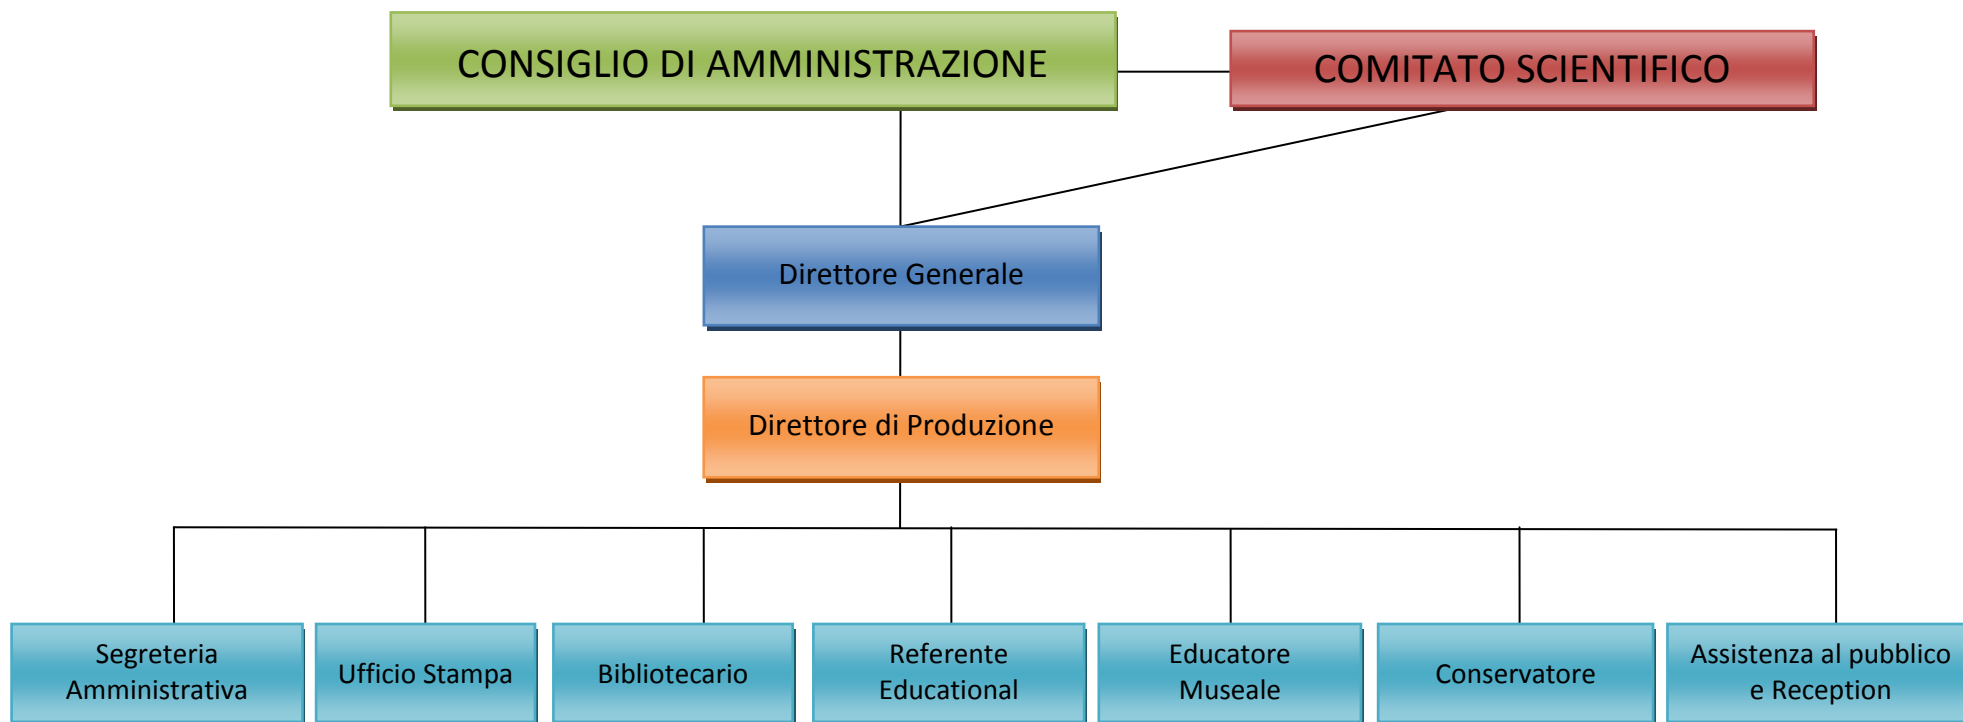 CONSIGLIO DI AMMINISTRAZIONE
COMITATO SCIENTIFICO
Direttore Generale
Direttore di Produzione
Segreteria
Amministrativa
Ufficio Stampa
Bibliotecario
Referente
Educational
Educatore
Museale
Conservatore
Assistenza al pubblico
e Reception